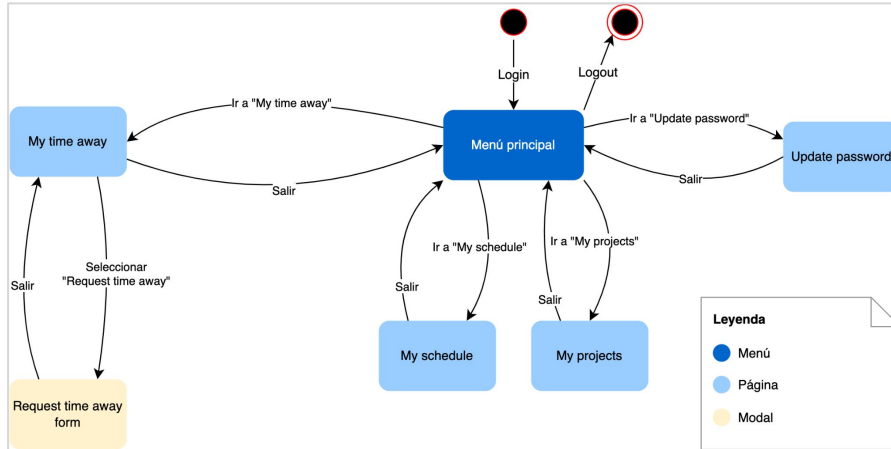 Login
Logout
Ir a "My time away"
Ir a "Update password"
My time away
Menú principal
Update password
Salir
Salir
Ir a "My schedule"
Ir a "My projects"
Seleccionar
"Request time away"
Salir
Salir
Salir
My schedule
My projects
Request time away
form
Leyenda
Menú
Página
Modal